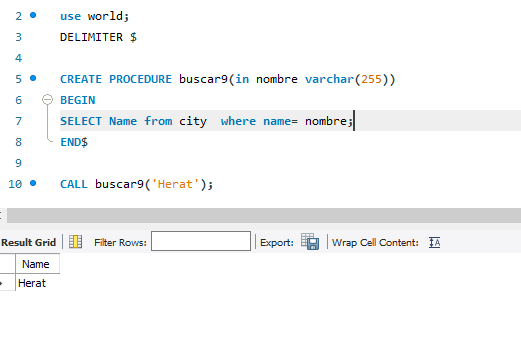 2 use world;
3 DELIMITER $
4
5 CREATE PROCEDURE buscar9(in nombre varchar(255))
6 BEGIN
7 SELECT Name from city  where name= nombre;
8 END$
9
10 CALL buscar9('Herat');
Result Grid Filter Rows: Export: Wrap Cell Content: IA
Name
Herat